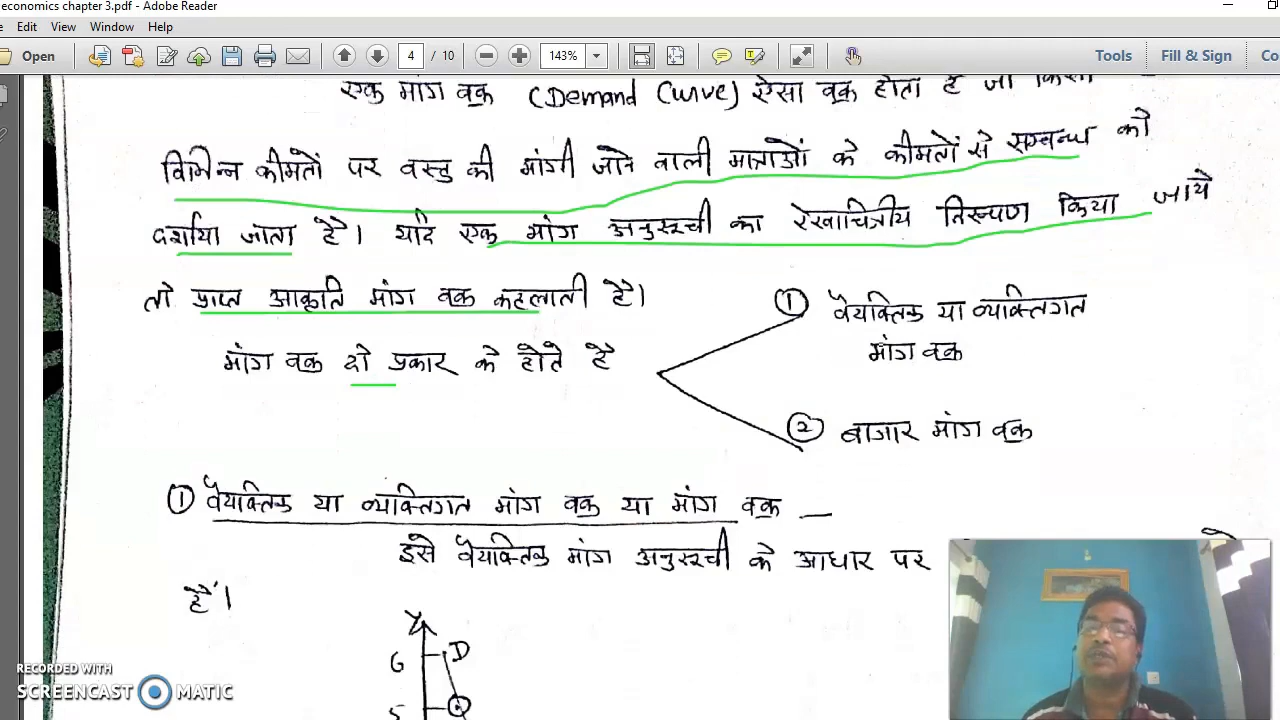 economics chapter 3.pdf - Adobe Reader
Edit View Window Help
Open 4 / 10 143% Tools Fill & Sign Co
एक मांग वक्र (Demand Curve) ऐसा वक्र होता है जो किसी
विभिन्न कीमतों पर वस्तु की मांगी जाने वाली मात्राओं के कीमतों से सम्बन्ध को
दर्शाया जाता है। यदि एक मांग अनुसूची का रेखाचित्रीय निरूपण किया जाये
तो प्राप्त आकृति मांग वक्र कहलाती है।
मांग वक्र दो प्रकार के होते है
① वैयक्तिक या व्यक्तिगत
मांग वक्र
② बाजार मांग वक्र
① वैयक्तिक या व्यक्तिगत मांग वक्र या मांग वक्र —
इसे वैयक्तिक मांग अनुसूची के आधार पर
हैं।
Y
6 D
5 Q
RECORDED WITH
SCREENCAST MATIC